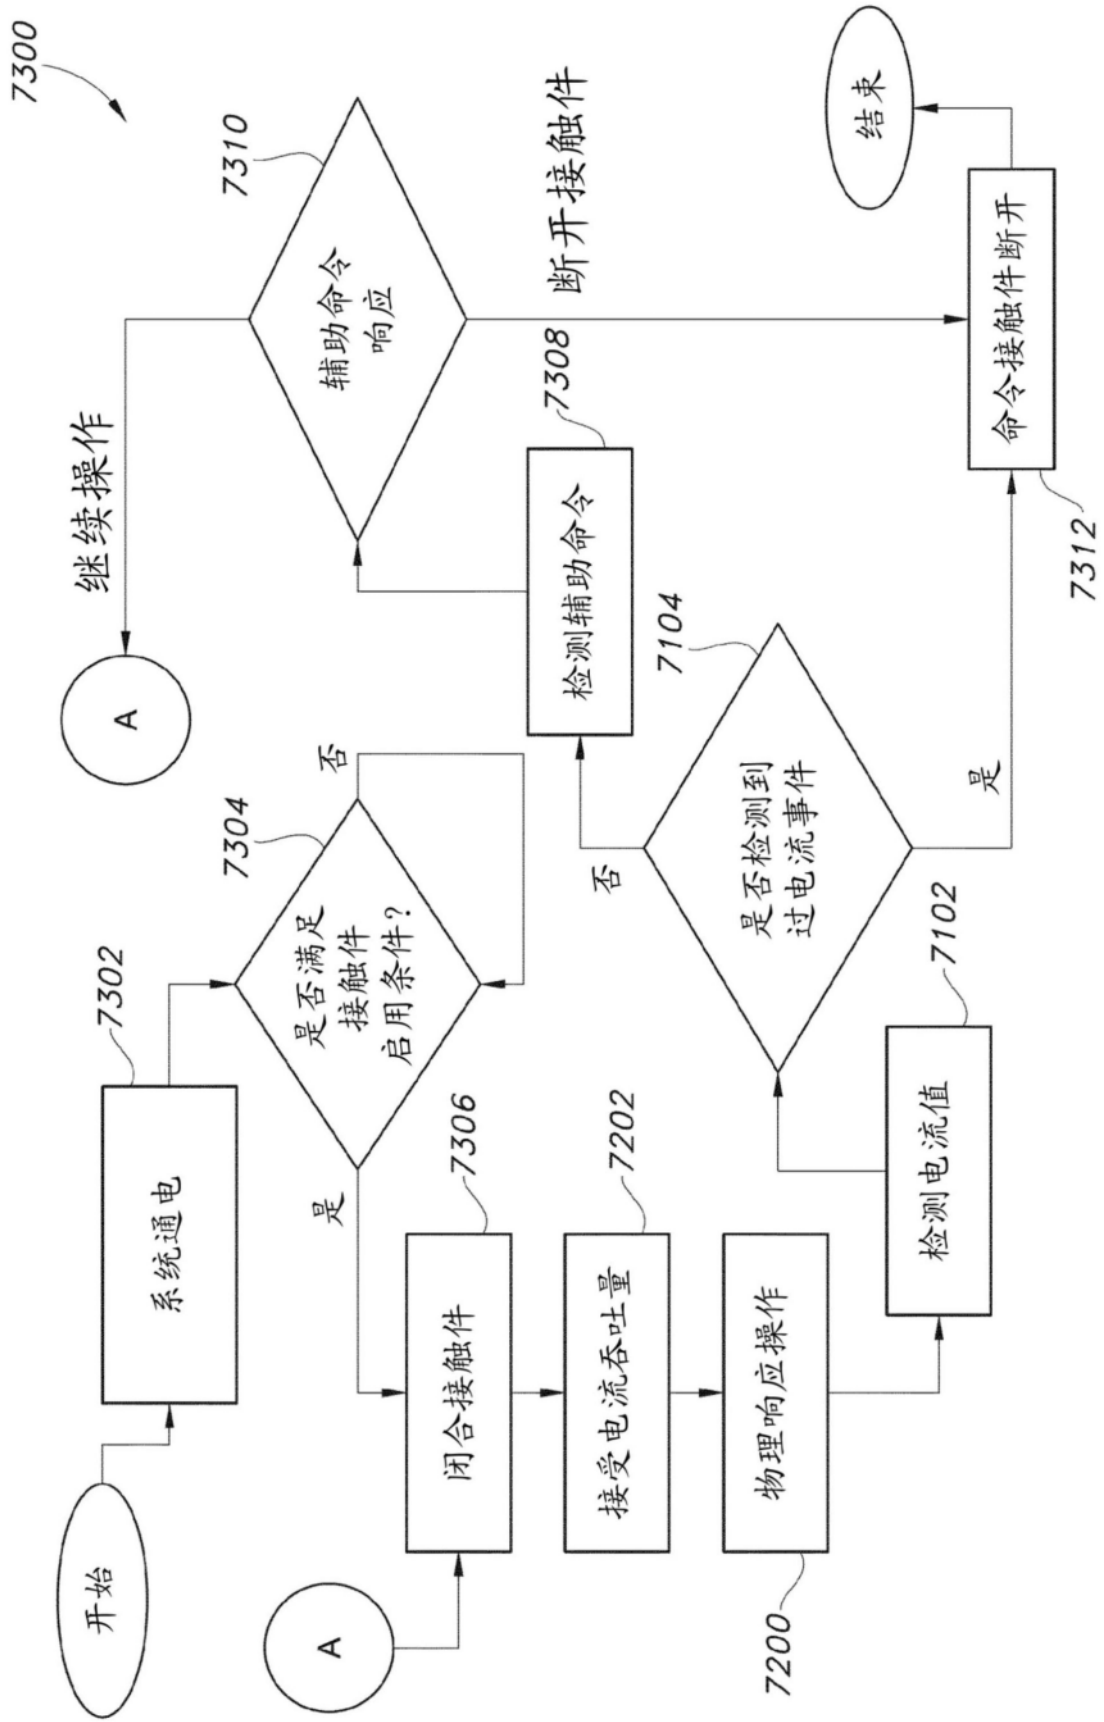 7300
开始
系统通电
7302
是否满足
接触件
启用条件？
7304
否
是
A
闭合接触件
7306
接受电流吞吐量
7202
物理响应操作
7200
检测电流值
7102
是否检测到
过电流事件
7104
否
是
检测辅助命令
7308
辅助命令
响应
7310
继续操作
A
断开接触件
命令接触件断开
7312
结束